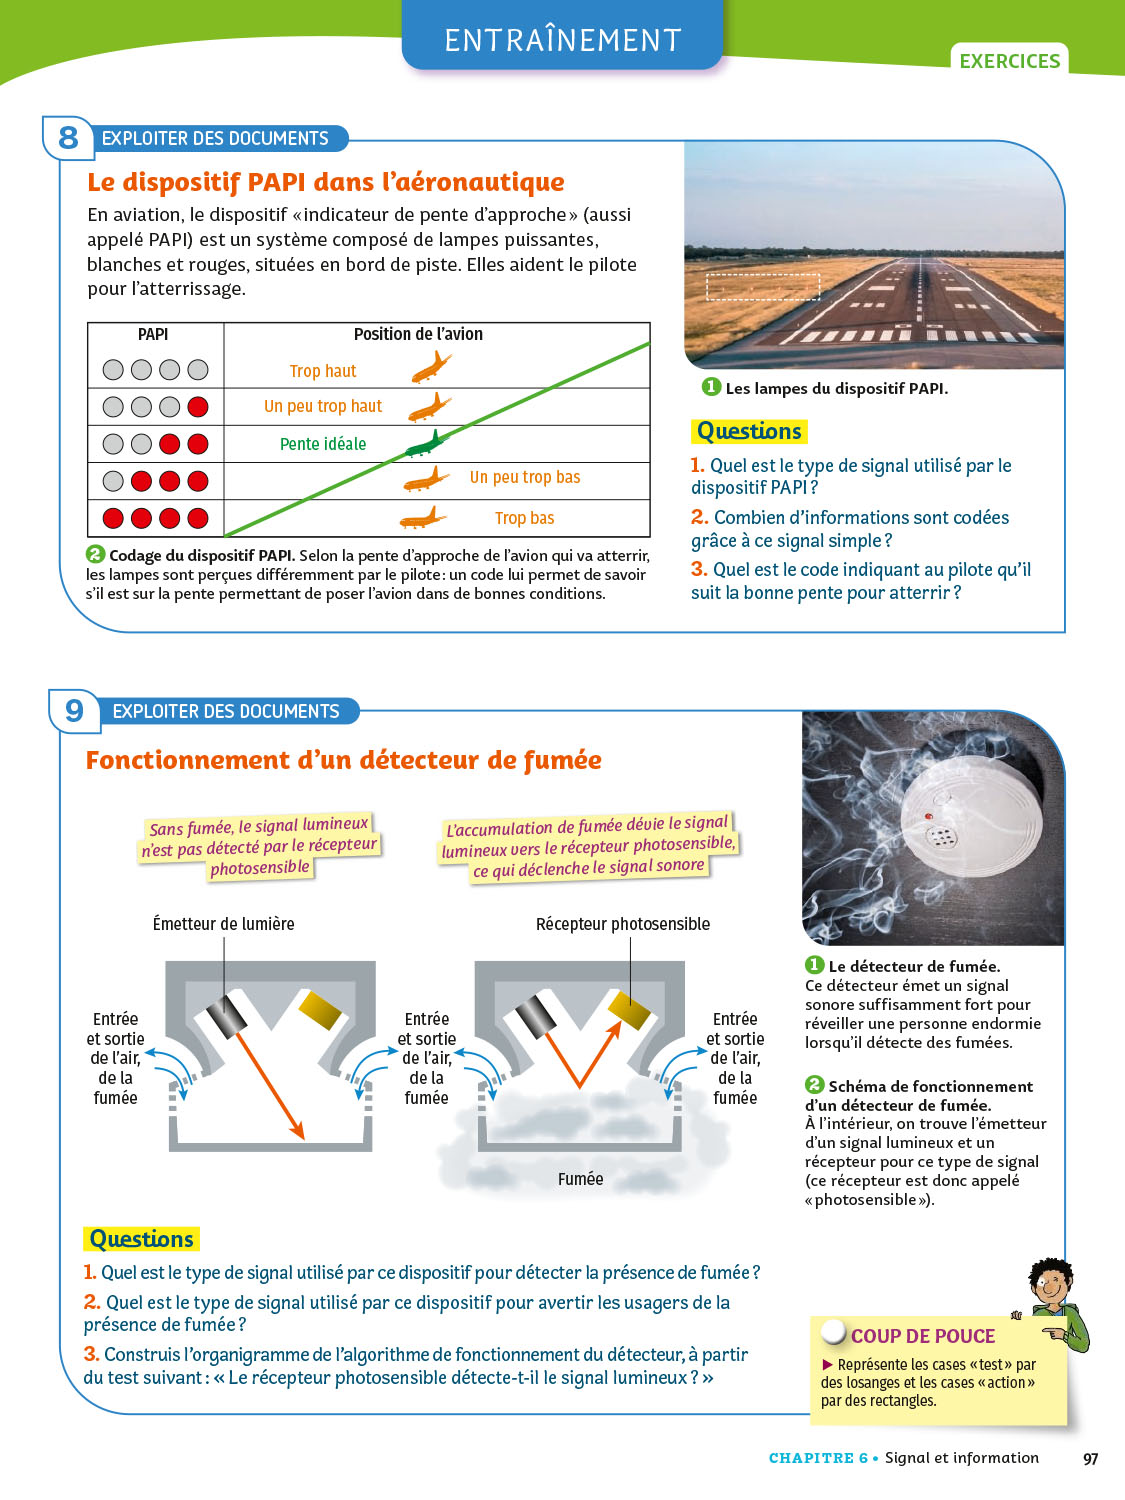 ENTRAÎNEMENT
EXERCICES
8
EXPLOITER DES DOCUMENTS
Le dispositif PAPI dans l'aéronautique
En aviation, le dispositif «indicateur de pente d'approche» (aussi
appelé PAPI) est un système composé de lampes puissantes,
blanches et rouges, situées en bord de piste. Elles aident le pilote
pour l'atterrissage.
PAPI
Position de l'avion
Trop haut
Un peu trop haut
Pente idéale
Un peu trop bas
Trop bas
2 Codage du dispositif PAPI. Selon la pente d'approche de l'avion qui va atterrir,
les lampes sont perçues différemment par le pilote: un code lui permet de savoir
s'il est sur la pente permettant de poser l'avion dans de bonnes conditions.
1 Les lampes du dispositif PAPI.
Questions
1. Quel est le type de signal utilisé par le
dispositif PAPI?
2. Combien d'informations sont codées
grâce à ce signal simple?
3. Quel est le code indiquant au pilote qu'il
suit la bonne pente pour atterrir?
9
EXPLOITER DES DOCUMENTS
Fonctionnement d'un détecteur de fumée
Sans fumée, le signal lumineux
n'est pas détecté par le récepteur
photosensible
L'accumulation de fumée dévie le signal
lumineux vers le récepteur photosensible,
ce qui déclenche le signal sonore
Émetteur de lumière
Récepteur photosensible
Entrée
et sortie
de l'air,
de la
fumée
Entrée
et sortie
de l'air,
de la
fumée
Entrée
et sortie
de l'air,
de la
fumée
Fumée
1 Le détecteur de fumée.
Ce détecteur émet un signal
sonore suffisamment fort pour
réveiller une personne endormie
lorsqu'il détecte des fumées.
2 Schéma de fonctionnement
d'un détecteur de fumée.
À l'intérieur, on trouve l'émetteur
d'un signal lumineux et un
récepteur pour ce type de signal
(ce récepteur est donc appelé
«photosensible»).
Questions
1. Quel est le type de signal utilisé par ce dispositif pour détecter la présence de fumée?
2. Quel est le type de signal utilisé par ce dispositif pour avertir les usagers de la
présence de fumée?
3. Construis l'organigramme de l'algorithme de fonctionnement du détecteur, à partir
du test suivant: « Le récepteur photosensible détecte-t-il le signal lumineux? »
COUP DE POUCE
▶ Représente les cases «test» par
des losanges et les cases «action»
par des rectangles.
CHAPITRE 6 • Signal et information
97